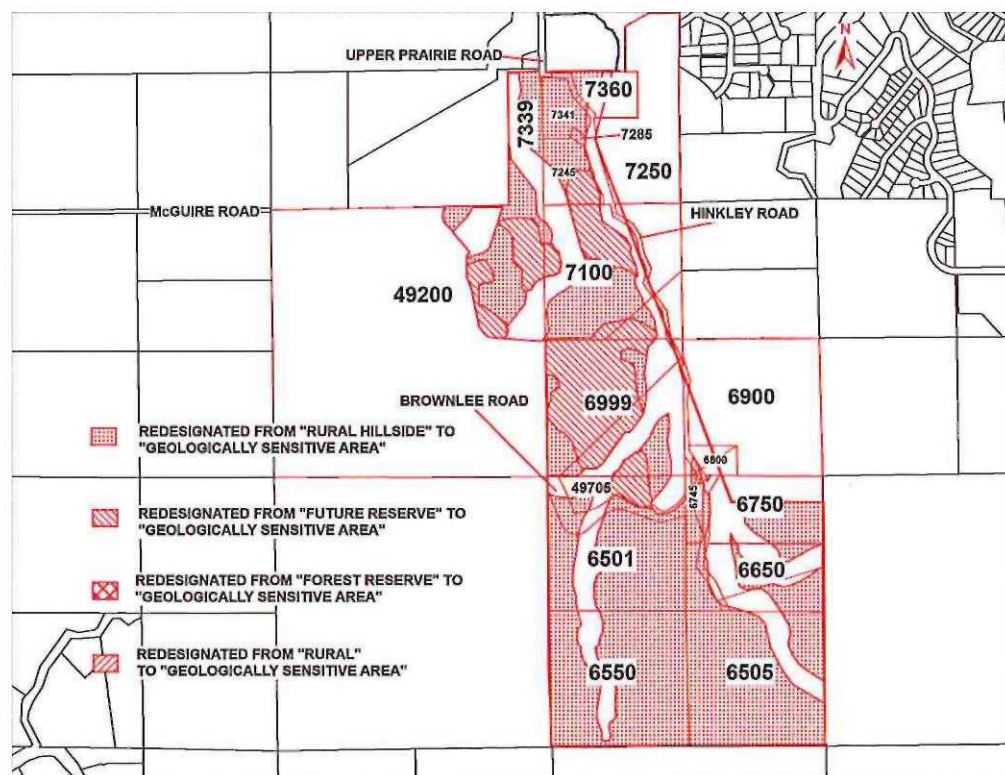 N
UPPER PRAIRIE ROAD
7360
7339
7341
7285
7245
7250
McGUIRE ROAD
HINKLEY ROAD
7100
49200
6999
6900
BROWNLEE ROAD
REDESIGNATED FROM "RURAL HILLSIDE" TO
"GEOLOGICALLY SENSITIVE AREA"
49705
6745
6750
REDESIGNATED FROM "FUTURE RESERVE" TO
"GEOLOGICALLY SENSITIVE AREA"
6501
6650
REDESIGNATED FROM "FOREST RESERVE" TO
"GEOLOGICALLY SENSITIVE AREA"
REDESIGNATED FROM "RURAL"
TO "GEOLOGICALLY SENSITIVE AREA"
6550
6505